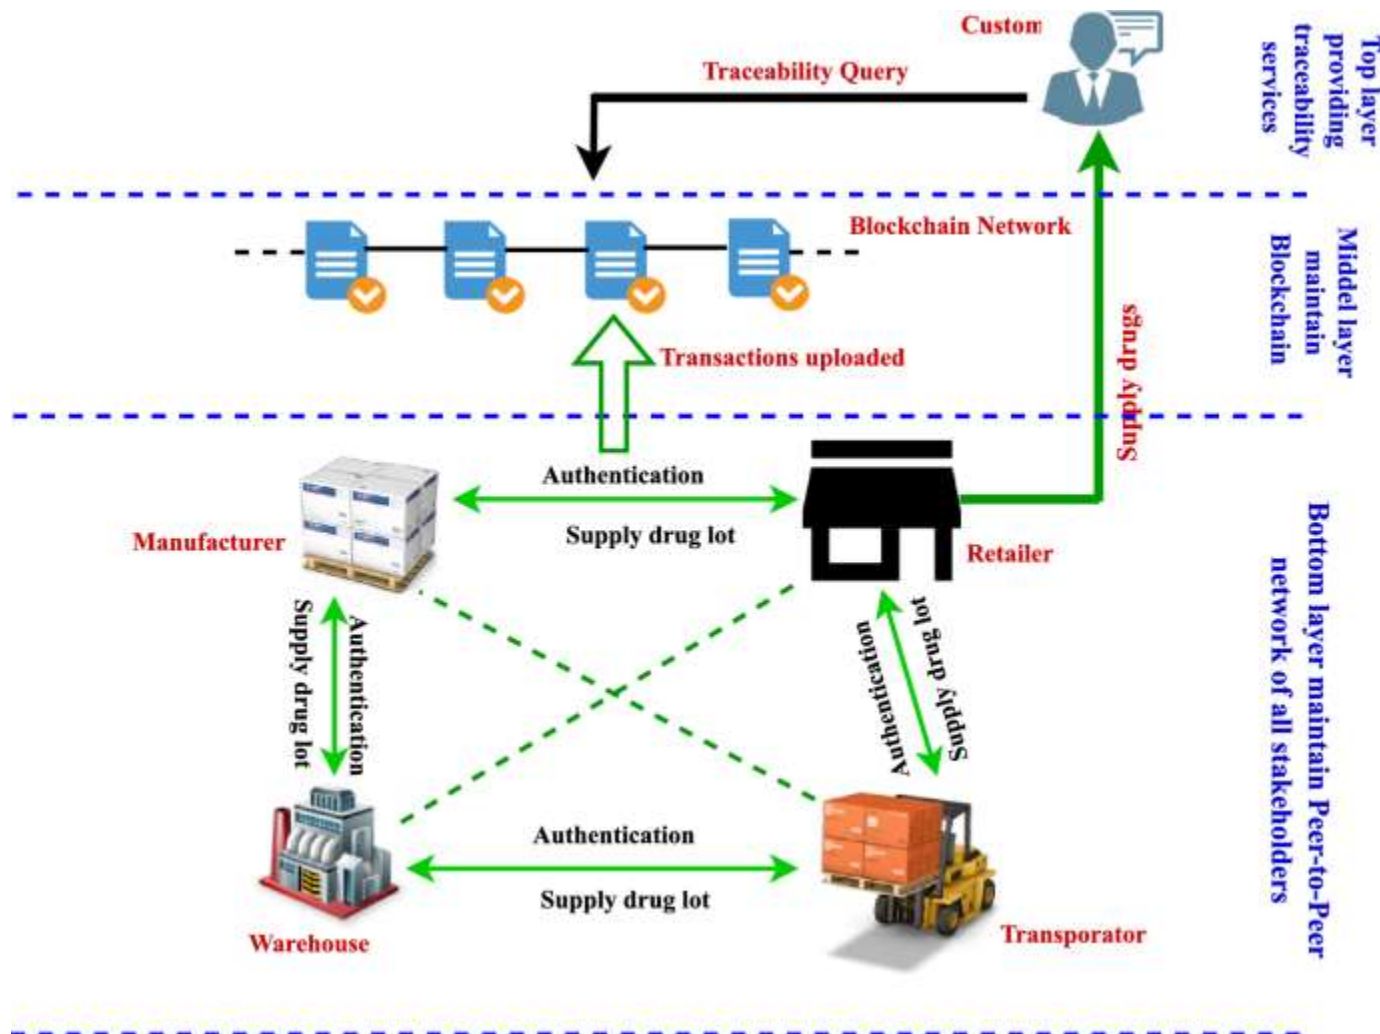 Custom
Traceability Query
Top layer
providing
traceability
services
Blockchain Network
Middel layer
maintain
Blockchain
Transactions uploaded
Supply drugs
Authentication
Supply drug lot
Manufacturer
Retailer
Authentication
Supply drug lot
Supply drug lot
Authentication
Bottom layer maintain Peer-to-Peer
network of all stakeholders
Authentication
Supply drug lot
Warehouse
Transporator